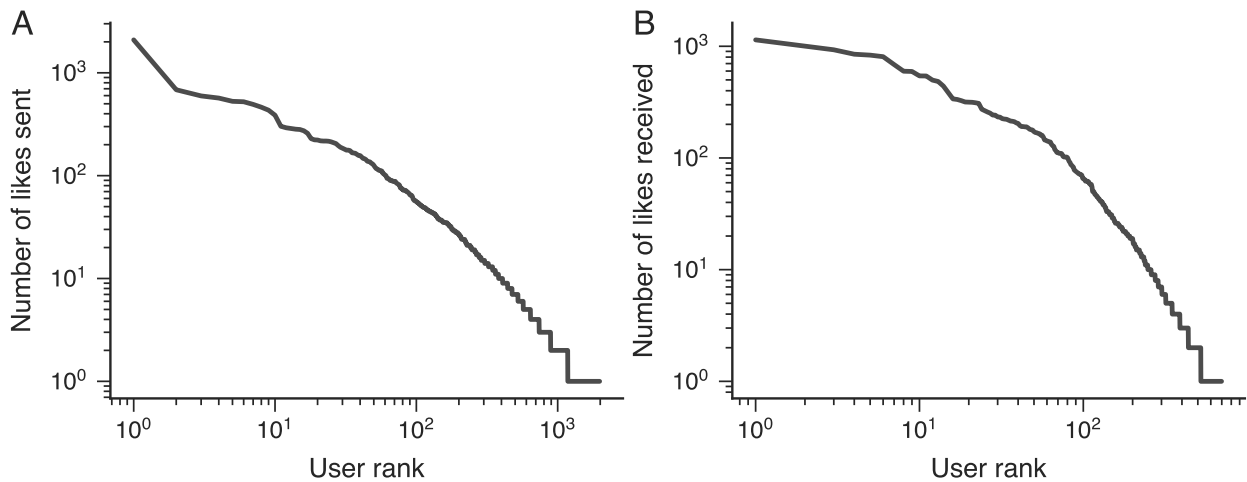 A
Number of likes sent
10³
10²
10¹
10⁰
10⁰ 10¹ 10² 10³
User rank
B
Number of likes received
10³
10²
10¹
10⁰
10⁰ 10¹ 10²
User rank